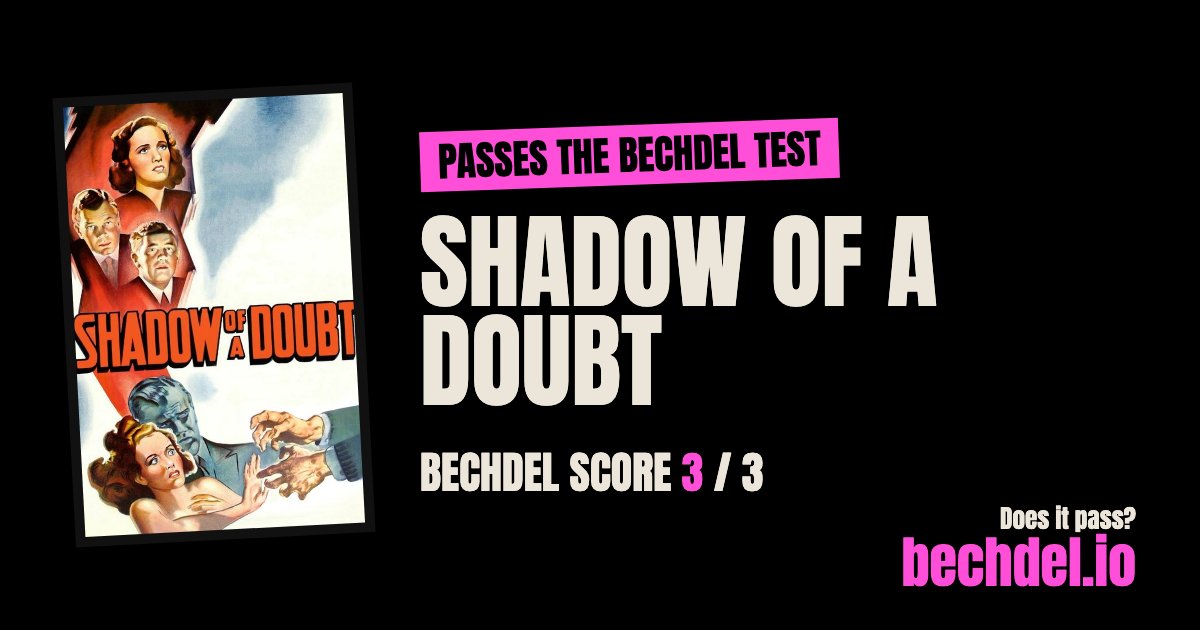 SHADOW OF A DOUBT
PASSES THE BECHDEL TEST
SHADOW OF A
DOUBT
BECHDEL SCORE 3 / 3
Does it pass?
bechdel.io